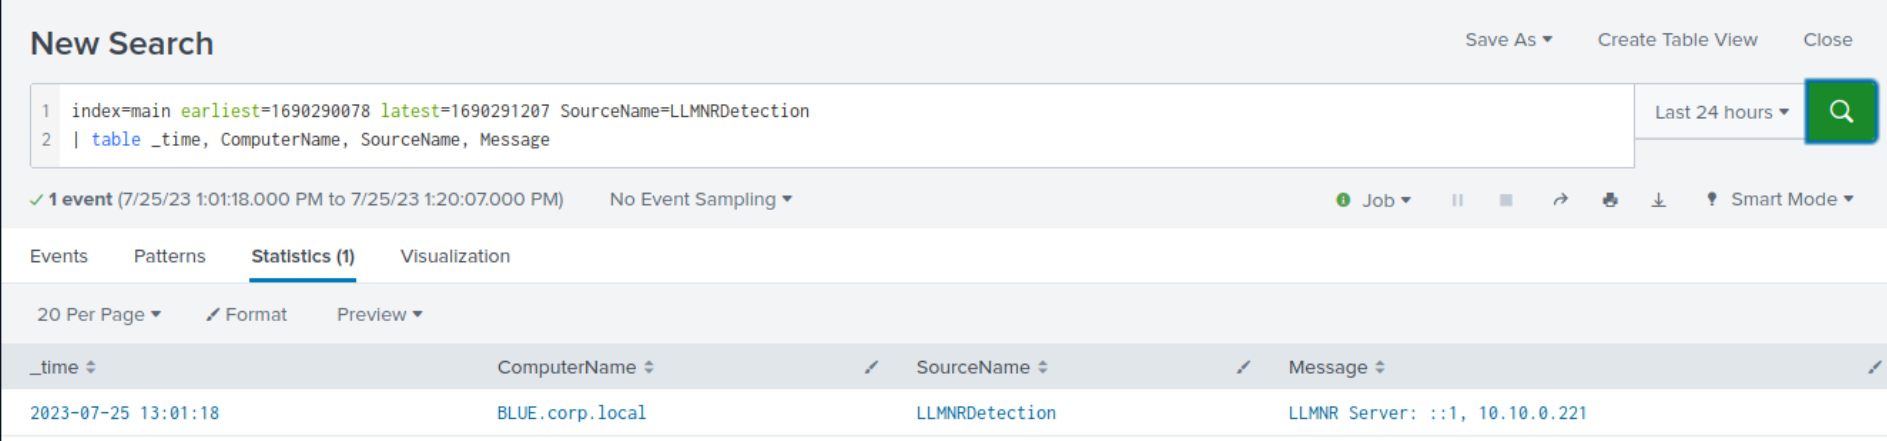 New Search
Save As Create Table View Close
1 index=main earliest=1690290078 latest=1690291207 SourceName=LLMNRDetection
2 | table _time, ComputerName, SourceName, Message
Last 24 hours
1 event (7/25/23 1:01:18.000 PM to 7/25/23 1:20:07.000 PM) No Event Sampling Job Smart Mode
Events Patterns Statistics (1) Visualization
20 Per Page Format Preview
_time ComputerName SourceName Message
2023-07-25 13:01:18 BLUE.corp.local LLMNRDetection LLMNR Server: ::1, 10.10.0.221